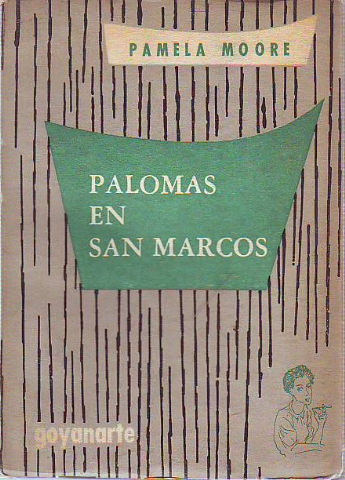 PAMELA MOORE
PALOMAS
EN
SAN MARCOS
goyanarte